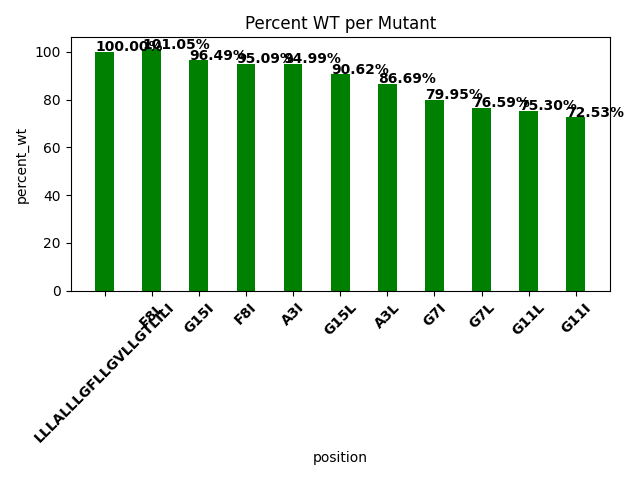 Percent WT per Mutant
percent_wt
100
80
60
40
20
0
100.00%
101.05%
96.49%
95.09%
94.99%
90.62%
86.69%
79.95%
76.59%
75.30%
72.53%
LLLALLLGFLLGVLLGTLILI
F8L
G15I
F8I
A3I
G15L
A3L
G7I
G7L
G11L
G11I
position